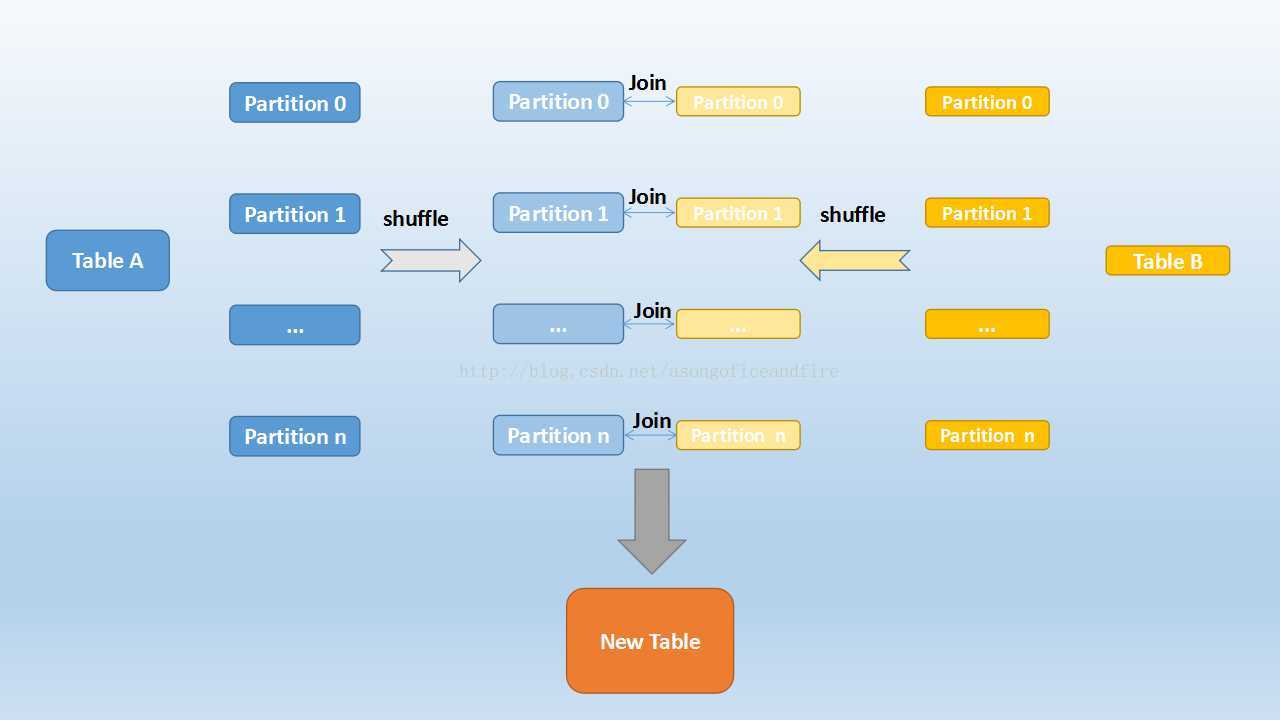 Join
Partition 0
Partition 0
Partition 0
Partition 0
Join
Partition 1
Partition 1
Partition 1
Partition 1
shuffle
shuffle
Table A
Table B
Join
...
...
...
...
http://blog.csdn.net/asongoficeandfire
Join
Partition n
Partition n
Partition n
Partition n
New Table